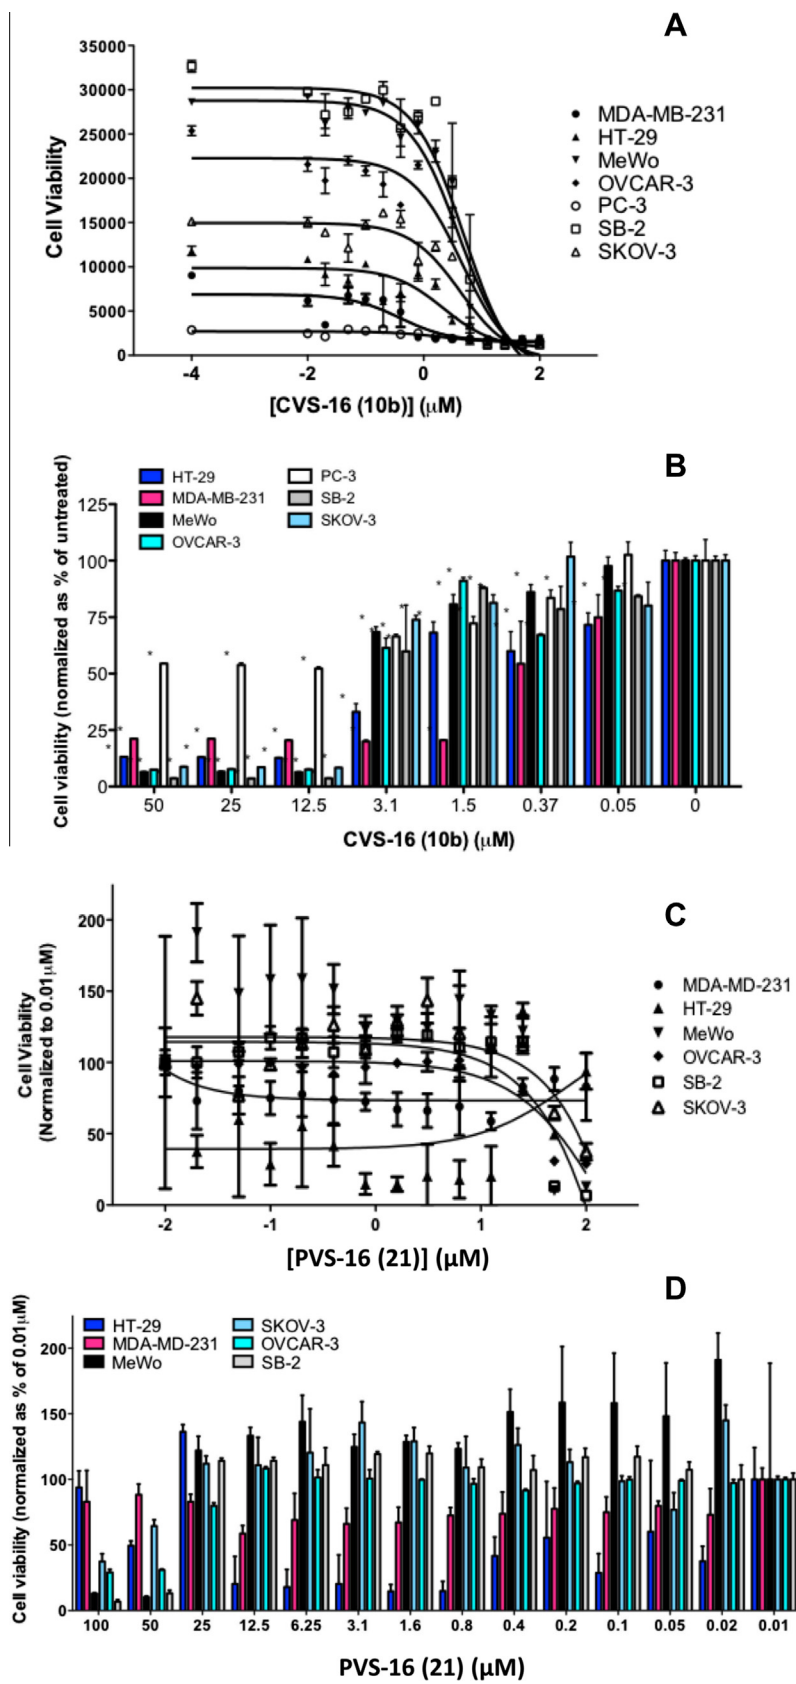 A
35000
30000
25000
20000
15000
10000
5000
0
Cell Viability
-4
-2
0
2
[CVS-16 (10b)] (μM)
MDA-MB-231
HT-29
MeWo
OVCAR-3
PC-3
SB-2
SKOV-3
B
HT-29
MDA-MB-231
MeWo
OVCAR-3
PC-3
SB-2
SKOV-3
Cell viability (normalized as % of untreated)
125
100
75
50
25
0
50 25 12.5 3.1 1.5 0.37 0.05 0
CVS-16 (10b) (μM)
C
Cell Viability
(Normalized to 0.01μM)
200
150
100
50
0
-2 -1 0 1 2
[PVS-16 (21)] (μM)
MDA-MD-231
HT-29
MeWo
OVCAR-3
SB-2
SKOV-3
D
HT-29
MDA-MD-231
MeWo
SKOV-3
OVCAR-3
SB-2
Cell viability (normalized as % of 0.01μM)
200
150
100
50
0
100 50 25 12.5 6.25 3.1 1.6 0.8 0.4 0.2 0.1 0.05 0.02 0.01
PVS-16 (21) (μM)